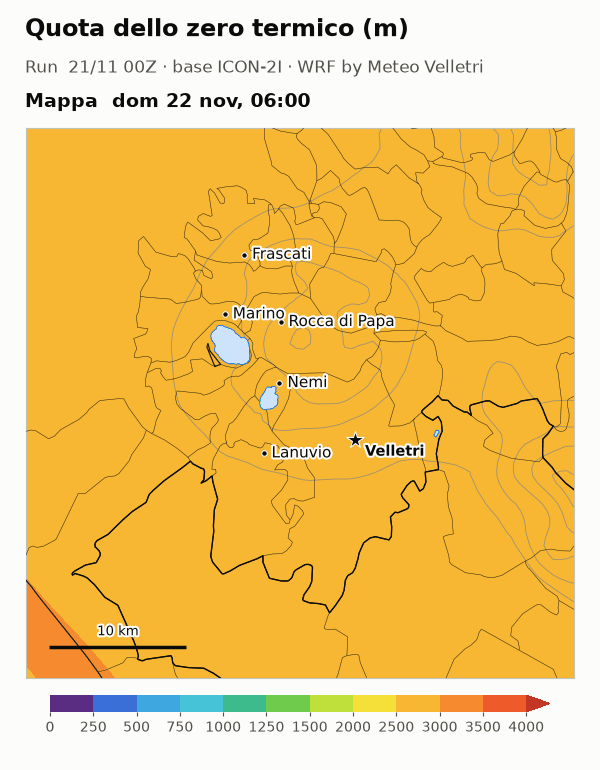 Quota dello zero termico (m)
Run  21/11 00Z · base ICON-2I · WRF by Meteo Velletri
Mappa  dom 22 nov, 06:00
Frascati
Marino
Rocca di Papa
Nemi
Velletri
Lanuvio
10 km
0 250 500 750 1000 1250 1500 2000 2500 3000 3500 4000